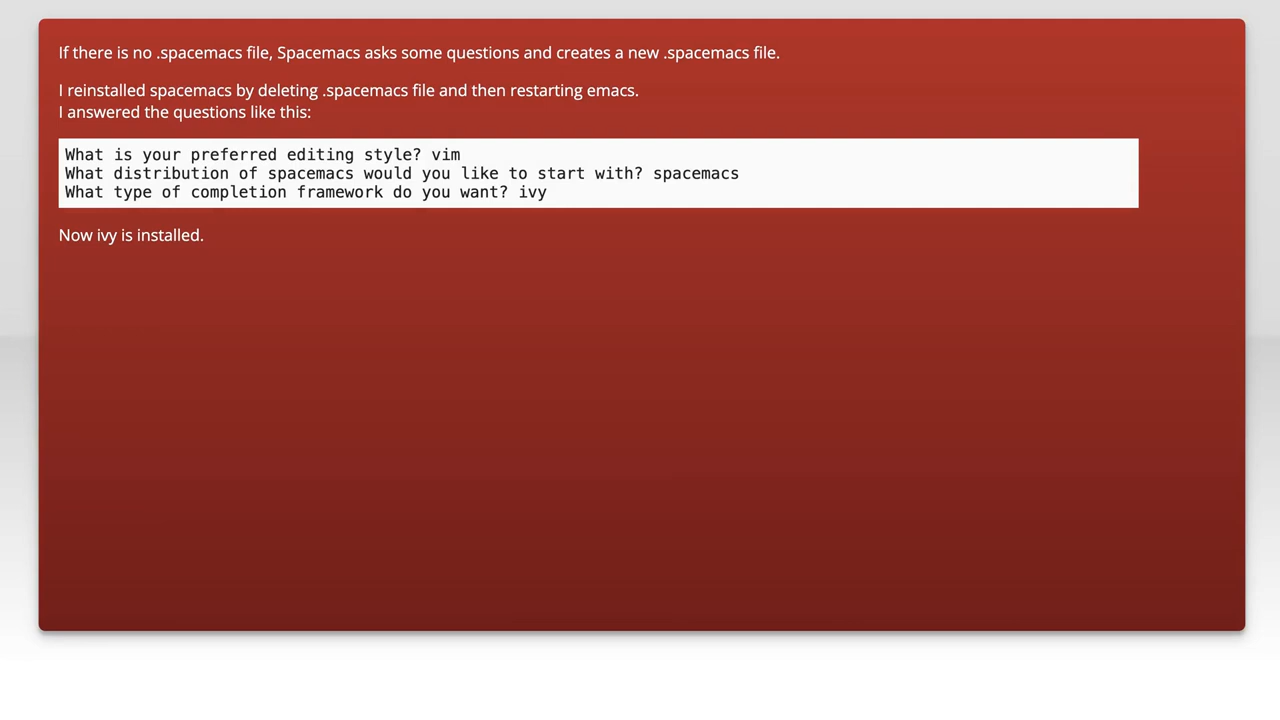 If there is no .spacemacs file, Spacemacs asks some questions and creates a new .spacemacs file.
I reinstalled spacemacs by deleting .spacemacs file and then restarting emacs.
I answered the questions like this:
What is your preferred editing style? vim
What distribution of spacemacs would you like to start with? spacemacs
What type of completion framework do you want? ivy
Now ivy is installed.